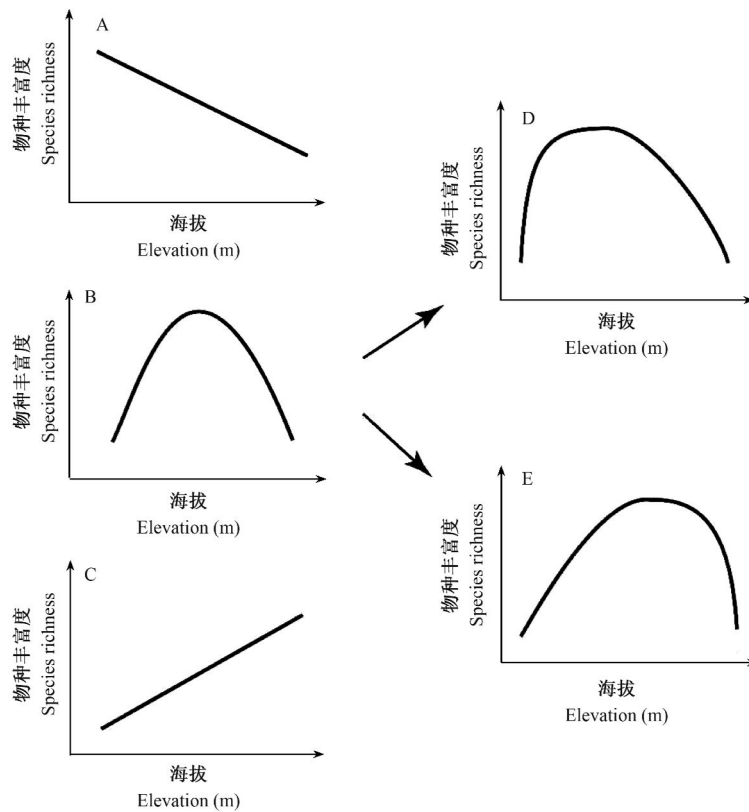 A
物种丰富度
Species richness
海拔
Elevation (m)
B
物种丰富度
Species richness
海拔
Elevation (m)
C
物种丰富度
Species richness
海拔
Elevation (m)
D
物种丰富度
Species richness
海拔
Elevation (m)
E
物种丰富度
Species richness
海拔
Elevation (m)